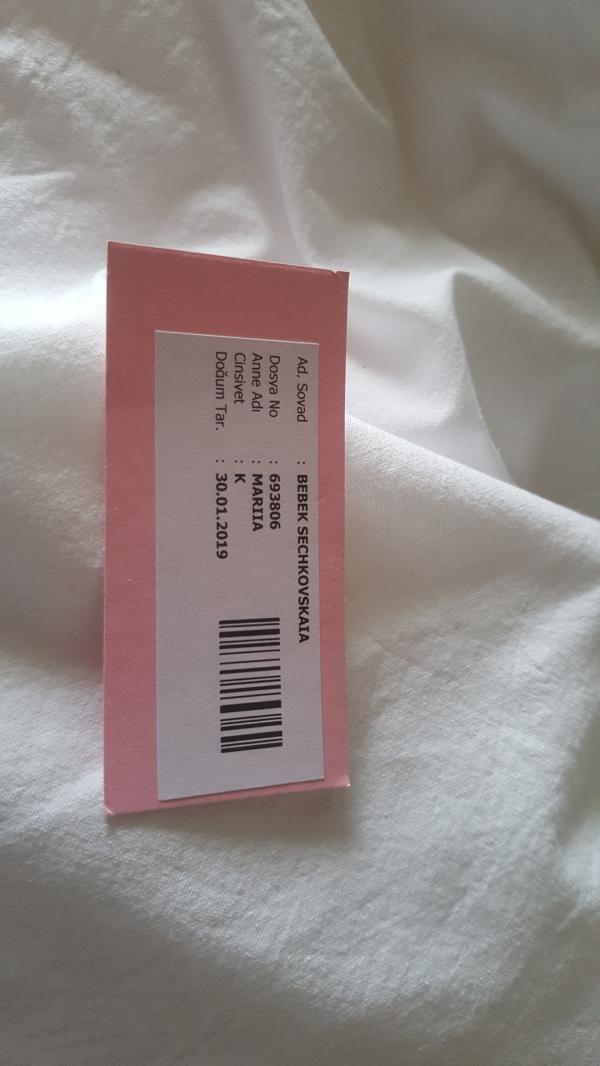 Ad. Soyad : BEBEK SECHKOVSKAIA
Dosya No : 693806
Anne Adı : MARIIA
Cinsiyet : K
Doğum Tar. : 30.01.2019